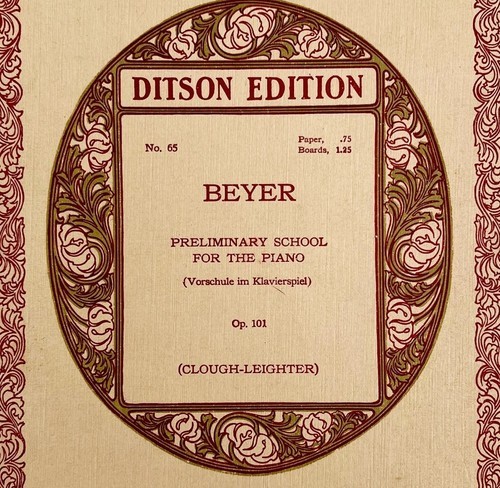 DITSON EDITION
No. 65
Paper, .75
Boards, 1.25
BEYER
PRELIMINARY SCHOOL
FOR THE PIANO
(Vorschule im Klavierspiel)
Op. 101
(CLOUGH-LEIGHTER)